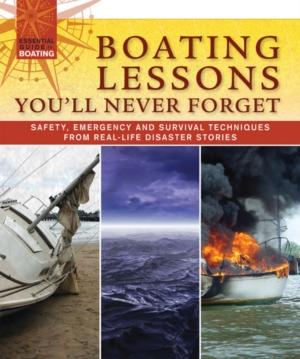 ESSENTIAL
GUIDE to
BOATING
BOATING
LESSONS
YOU'LL NEVER FORGET
SAFETY, EMERGENCY AND SURVIVAL TECHNIQUES
FROM REAL-LIFE DISASTER STORIES